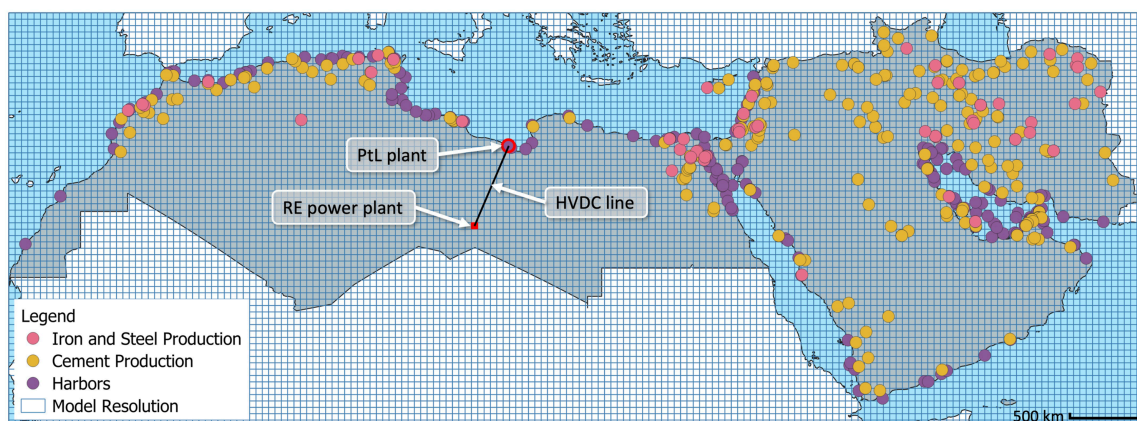 PtL plant
RE power plant
HVDC line
Legend
Iron and Steel Production
Cement Production
Harbors
Model Resolution
500 km